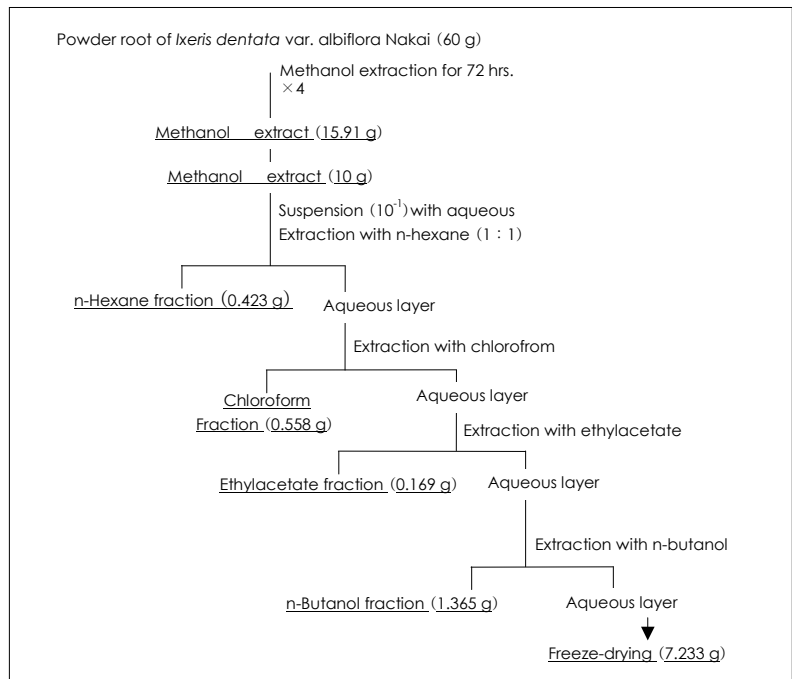 Powder root of Ixeris dentata var. albiflora Nakai (60 g)
Methanol extraction for 72 hrs.
×4
Methanol extract (15.91 g)
Methanol extract (10 g)
Suspension (10⁻¹) with aqueous
Extraction with n-hexane (1 : 1)
n-Hexane fraction (0.423 g)
Aqueous layer
Extraction with chlorofrom
Chloroform
Fraction (0.558 g)
Aqueous layer
Extraction with ethylacetate
Ethylacetate fraction (0.169 g)
Aqueous layer
Extraction with n-butanol
n-Butanol fraction (1.365 g)
Aqueous layer
Freeze-drying (7.233 g)